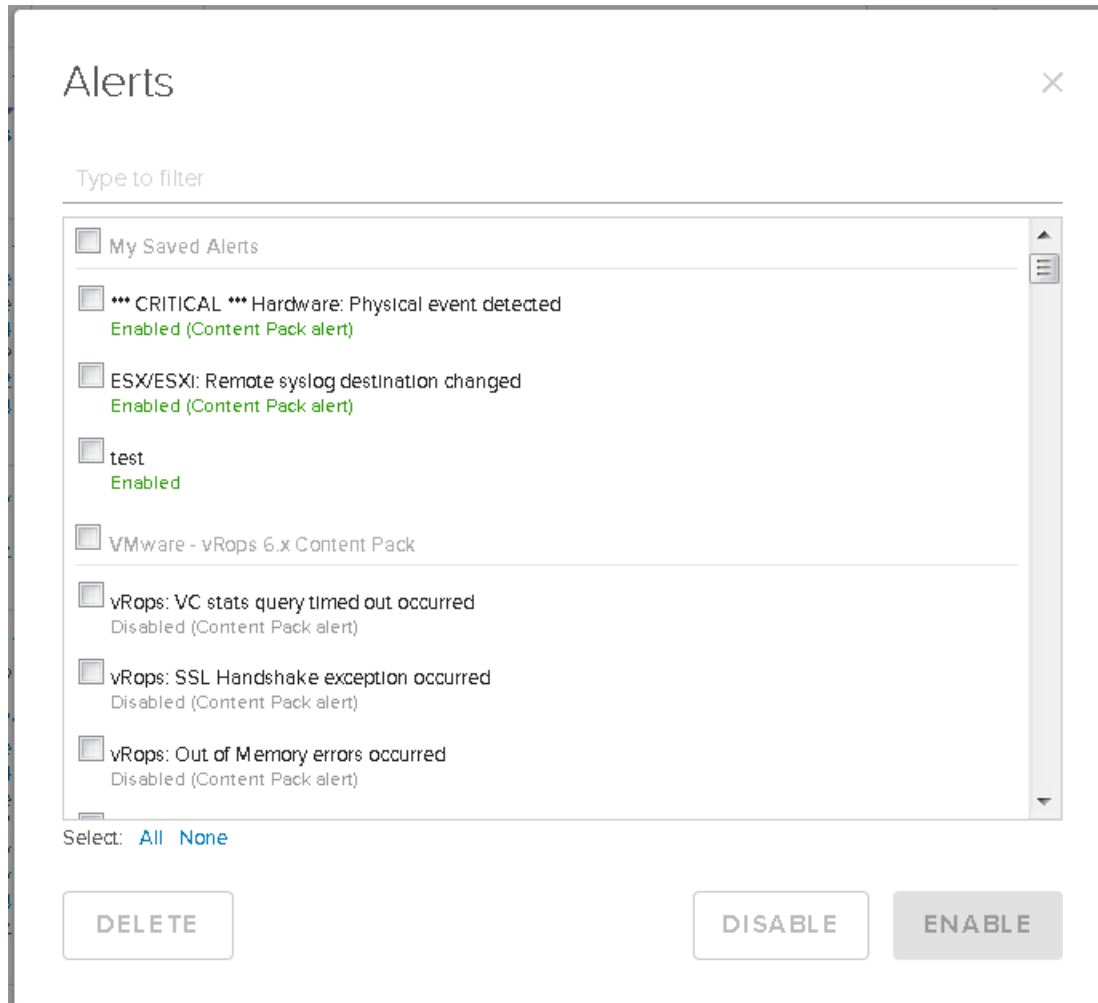 Alerts
Type to filter
My Saved Alerts
*** CRITICAL *** Hardware: Physical event detected
Enabled (Content Pack alert)
ESX/ESXi: Remote syslog destination changed
Enabled (Content Pack alert)
test
Enabled
VMware - vRops 6.x Content Pack
vRops: VC stats query timed out occurred
Disabled (Content Pack alert)
vRops: SSL Handshake exception occurred
Disabled (Content Pack alert)
vRops: Out of Memory errors occurred
Disabled (Content Pack alert)
Select: All None
DELETE DISABLE ENABLE